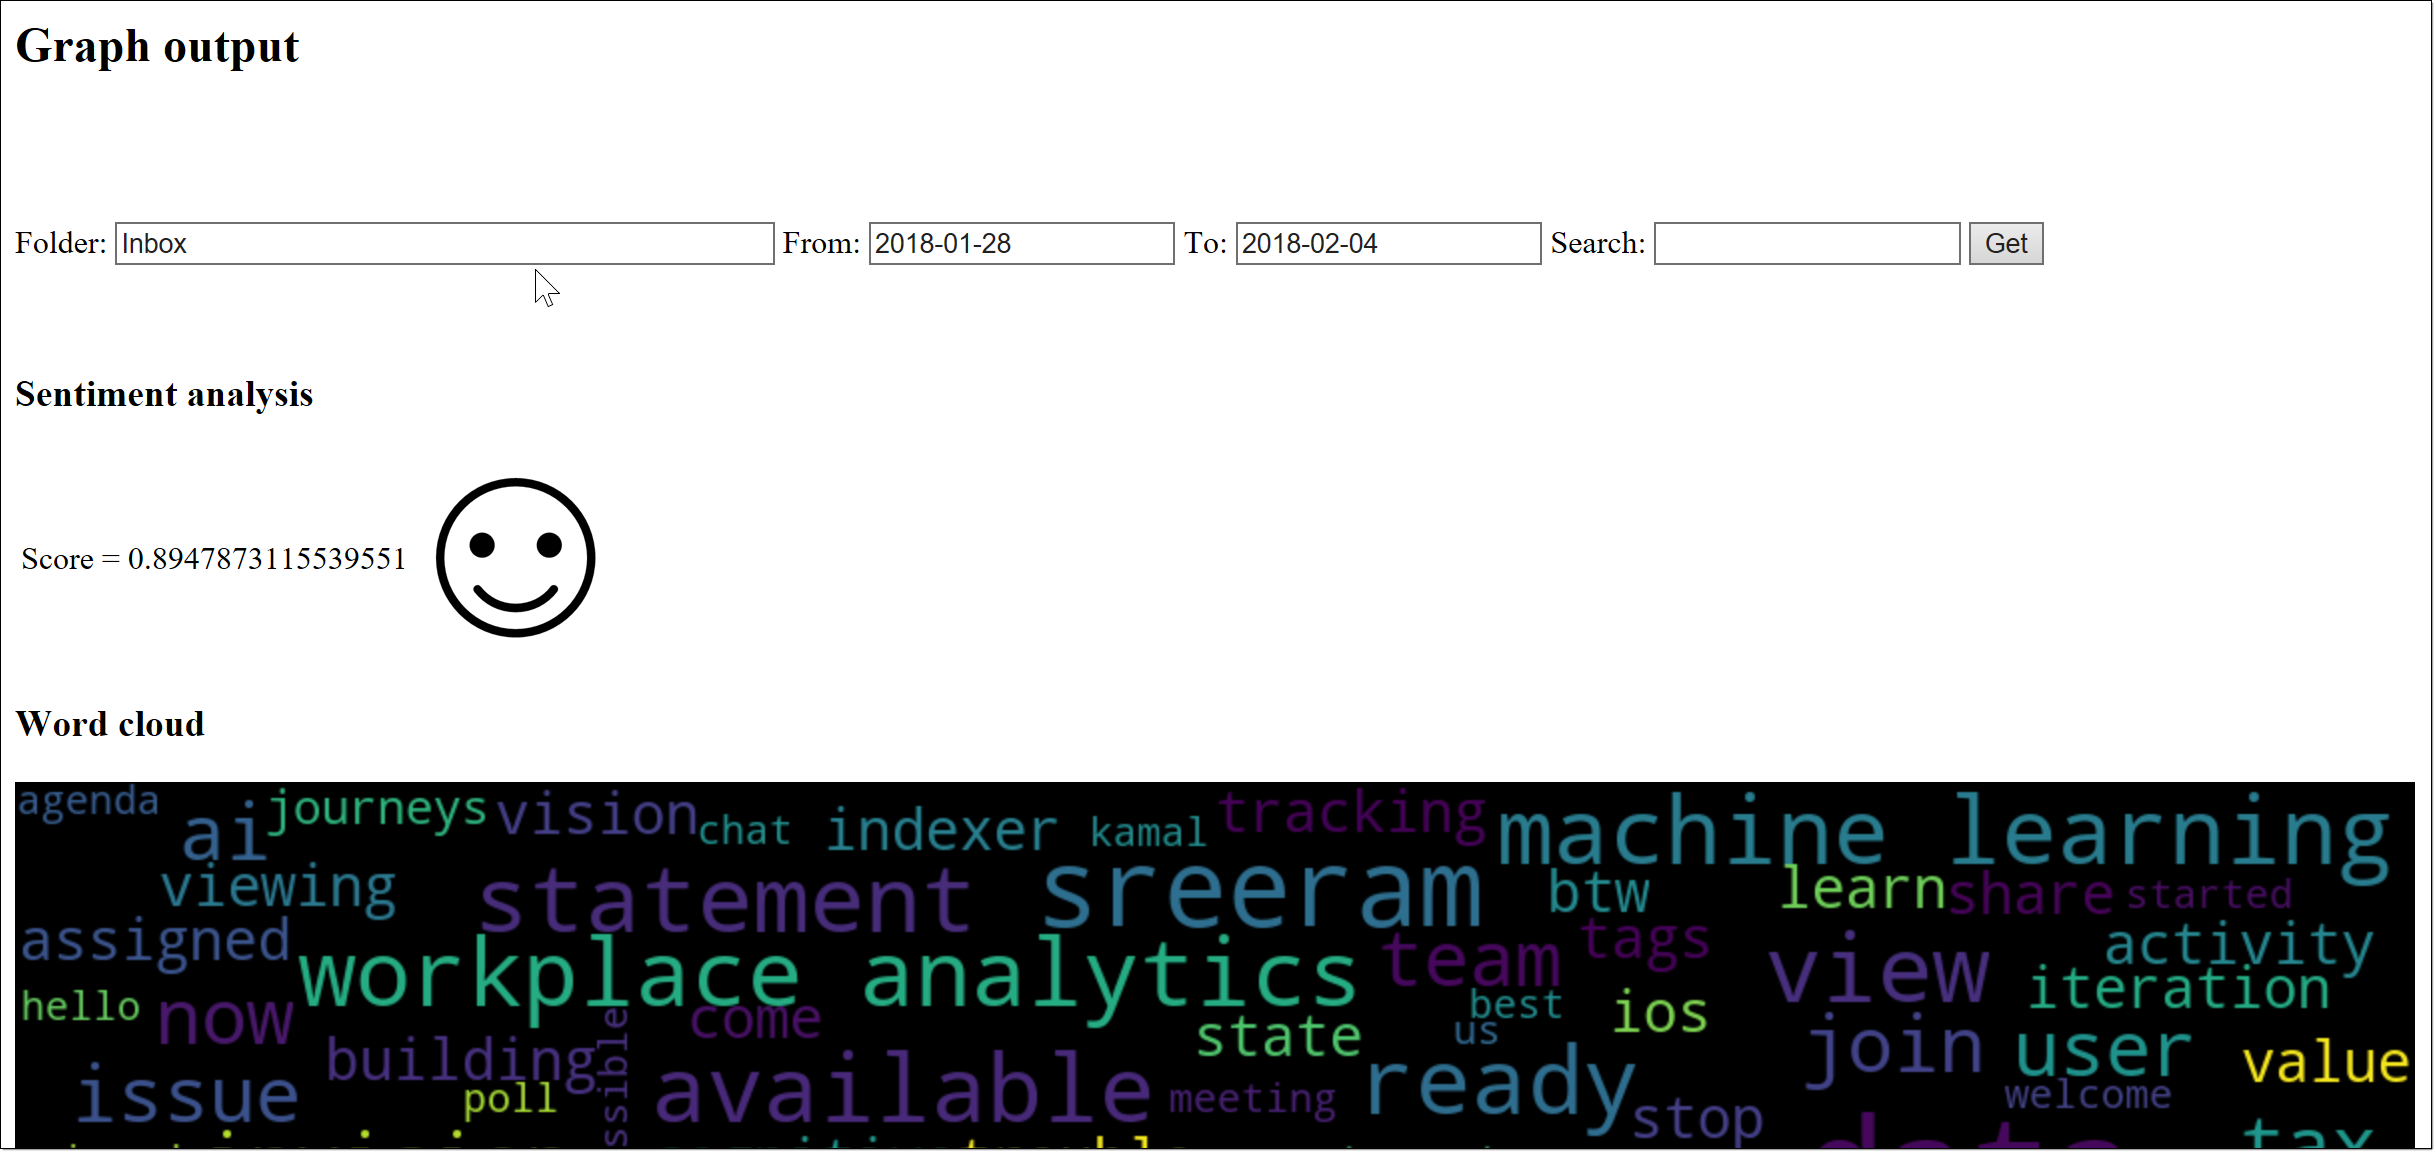 Graph output
Folder: Inbox From: 2018-01-28 To: 2018-02-04 Search: Get
Sentiment analysis
Score = 0.8947873115539551
Word cloud
agenda ai journeys vision chat indexer kamal tracking machine learning
viewing statement sreeram btw learn share started
assigned workplace analytics team tags view activity
hello now come state best us ios iteration
issue building poll available meeting ready stop join user value
welcome
tax